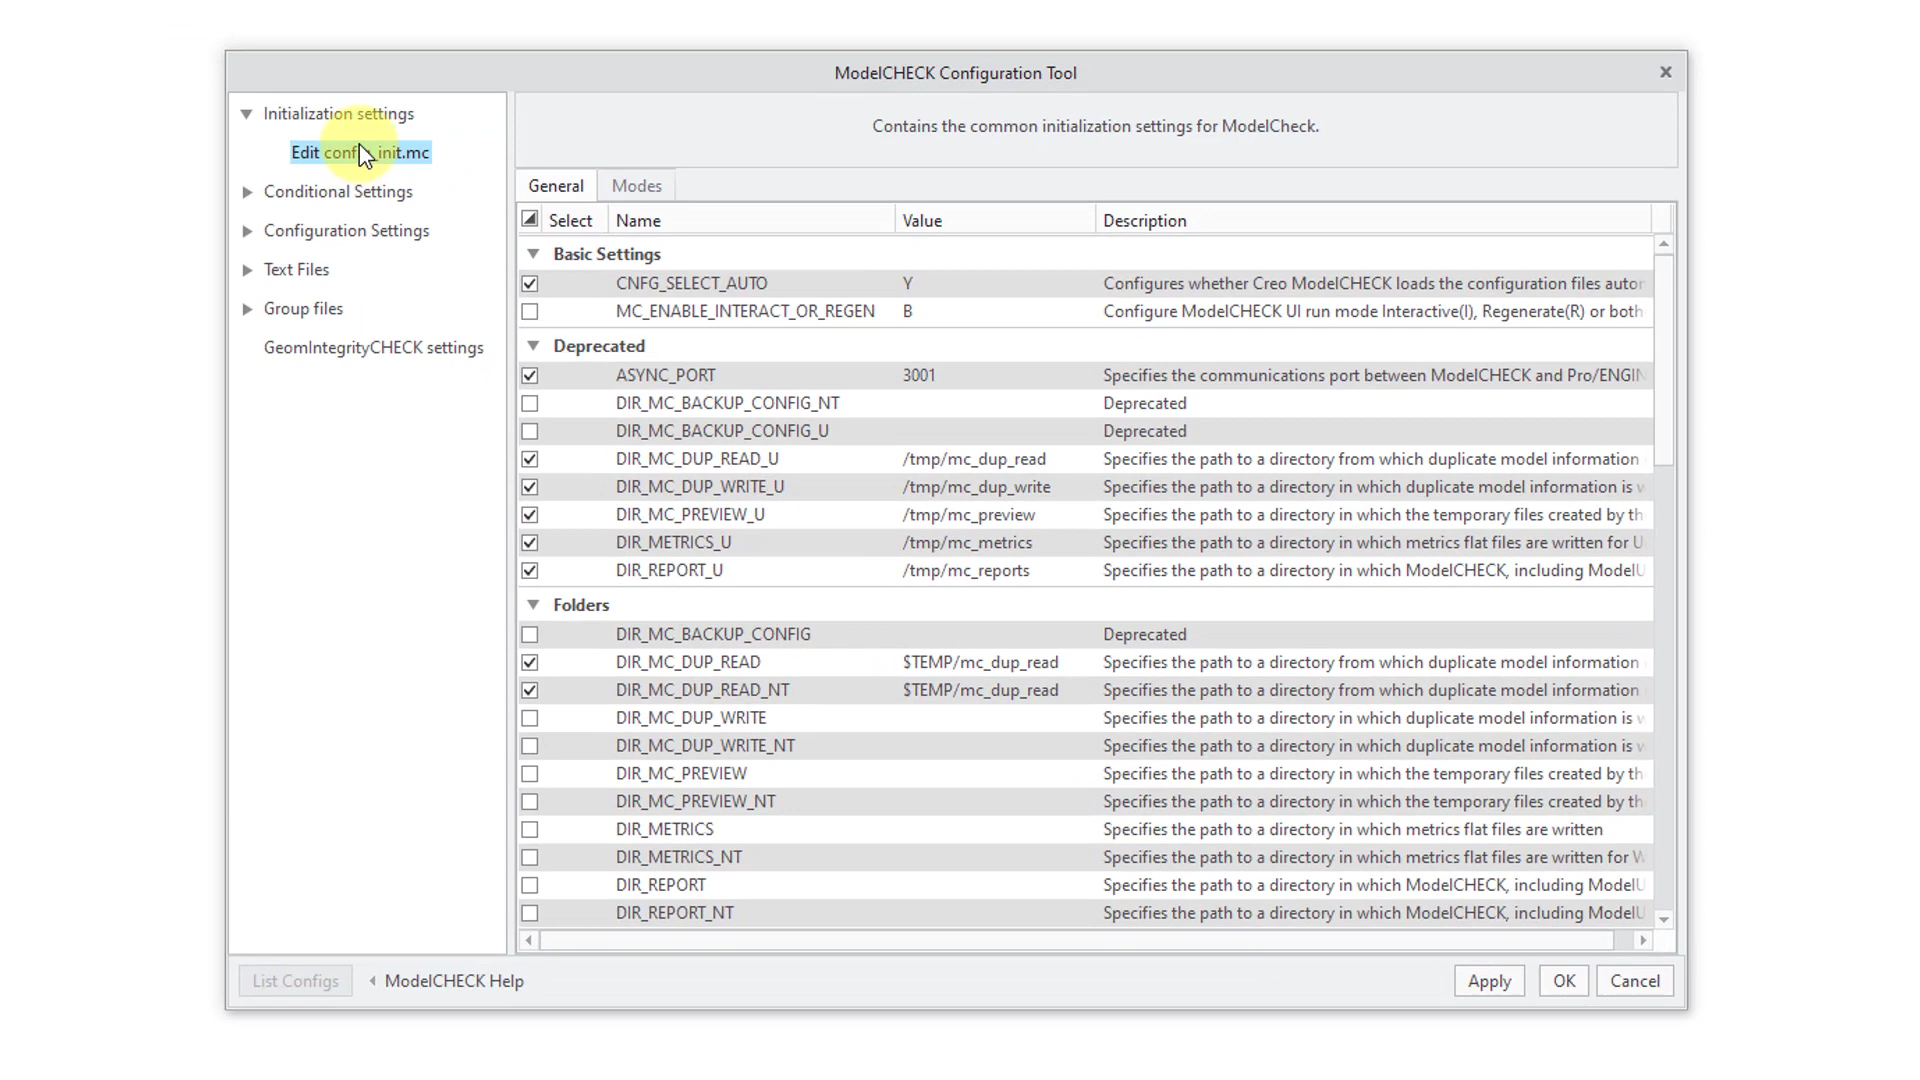 ModelCHECK Configuration Tool
Initialization settings
Edit config_init.mc
Conditional Settings
Configuration Settings
Text Files
Group files
GeomIntegrityCHECK settings
Contains the common initialization settings for ModelCheck.
General Modes
Select Name Value Description
Basic Settings
CNFG_SELECT_AUTO Y Configures whether Creo ModelCHECK loads the configuration files autor
MC_ENABLE_INTERACT_OR_REGEN B Configure ModelCHECK UI run mode Interactive(I), Regenerate(R) or both
Deprecated
ASYNC_PORT 3001 Specifies the communications port between ModelCHECK and Pro/ENGIN
DIR_MC_BACKUP_CONFIG_NT Deprecated
DIR_MC_BACKUP_CONFIG_U Deprecated
DIR_MC_DUP_READ_U /tmp/mc_dup_read Specifies the path to a directory from which duplicate model information
DIR_MC_DUP_WRITE_U /tmp/mc_dup_write Specifies the path to a directory in which duplicate model information is w
DIR_MC_PREVIEW_U /tmp/mc_preview Specifies the path to a directory in which the temporary files created by th
DIR_METRICS_U /tmp/mc_metrics Specifies the path to a directory in which metrics flat files are written for U
DIR_REPORT_U /tmp/mc_reports Specifies the path to a directory in which ModelCHECK, including ModelU
Folders
DIR_MC_BACKUP_CONFIG Deprecated
DIR_MC_DUP_READ $TEMP/mc_dup_read Specifies the path to a directory from which duplicate model information
DIR_MC_DUP_READ_NT $TEMP/mc_dup_read Specifies the path to a directory from which duplicate model information
DIR_MC_DUP_WRITE Specifies the path to a directory in which duplicate model information is w
DIR_MC_DUP_WRITE_NT Specifies the path to a directory in which duplicate model information is w
DIR_MC_PREVIEW Specifies the path to a directory in which the temporary files created by th
DIR_MC_PREVIEW_NT Specifies the path to a directory in which the temporary files created by th
DIR_METRICS Specifies the path to a directory in which metrics flat files are written
DIR_METRICS_NT Specifies the path to a directory in which metrics flat files are written for W
DIR_REPORT Specifies the path to a directory in which ModelCHECK, including ModelU
DIR_REPORT_NT Specifies the path to a directory in which ModelCHECK, including ModelU
List Configs ModelCHECK Help Apply OK Cancel